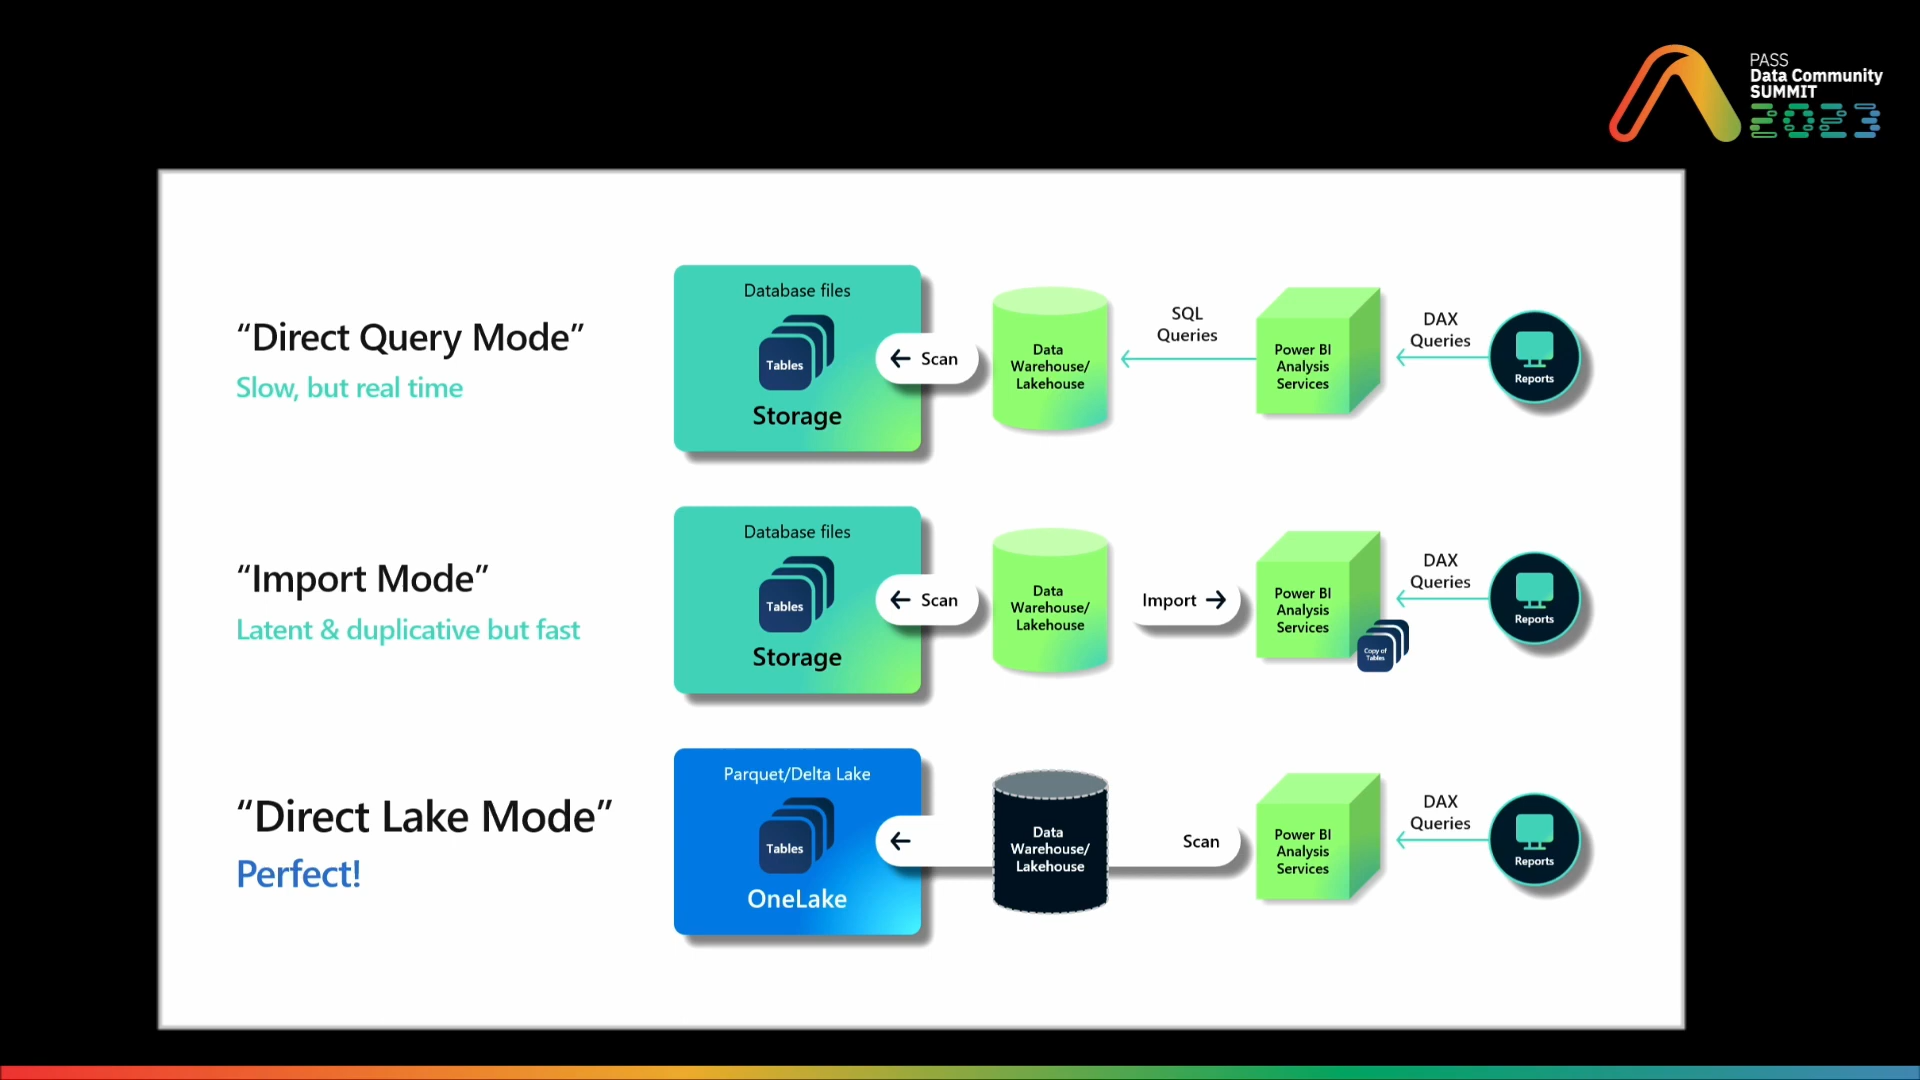 PASS
Data Community
SUMMIT
2023
“Direct Query Mode”
Slow, but real time
Database files
Tables
Storage
← Scan
Data
Warehouse/
Lakehouse
SQL
Queries
Power BI
Analysis
Services
DAX
Queries
Reports
“Import Mode”
Latent & duplicative but fast
Database files
Tables
Storage
← Scan
Data
Warehouse/
Lakehouse
Import →
Power BI
Analysis
Services
Copy of
Tables
DAX
Queries
Reports
“Direct Lake Mode”
Perfect!
Parquet/Delta Lake
Tables
OneLake
←
Data
Warehouse/
Lakehouse
Scan
Power BI
Analysis
Services
DAX
Queries
Reports